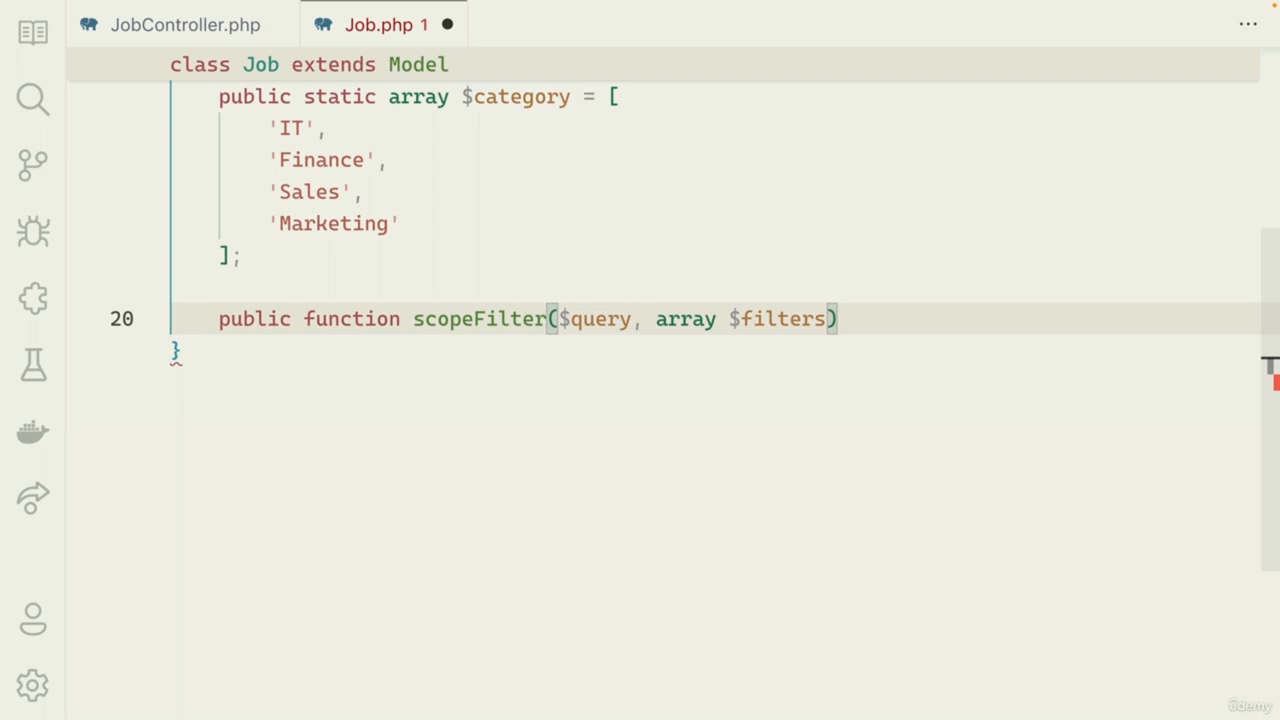 JobController.php
Job.php 1
class Job extends Model
public static array $category = [
'IT',
'Finance',
'Sales',
'Marketing'
];
20 public function scopeFilter($query, array $filters)
}
udemy